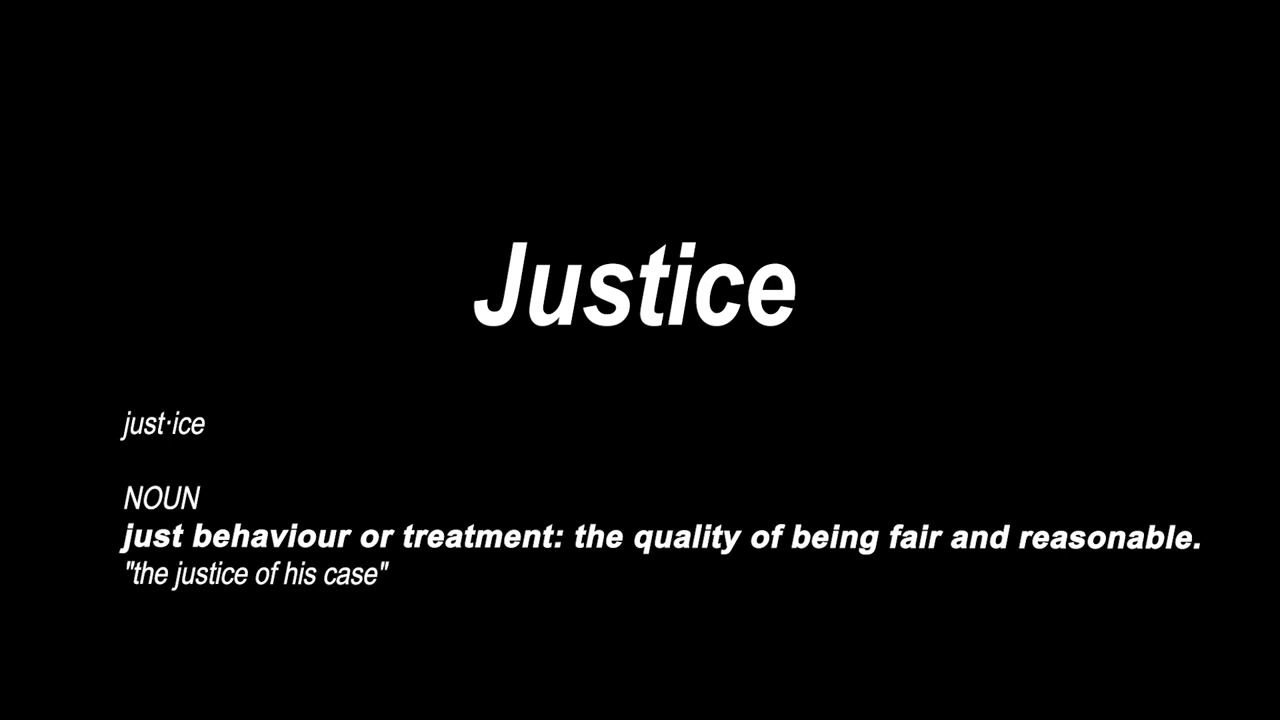 Justice
just·ice
NOUN
just behaviour or treatment: the quality of being fair and reasonable.
"the justice of his case"